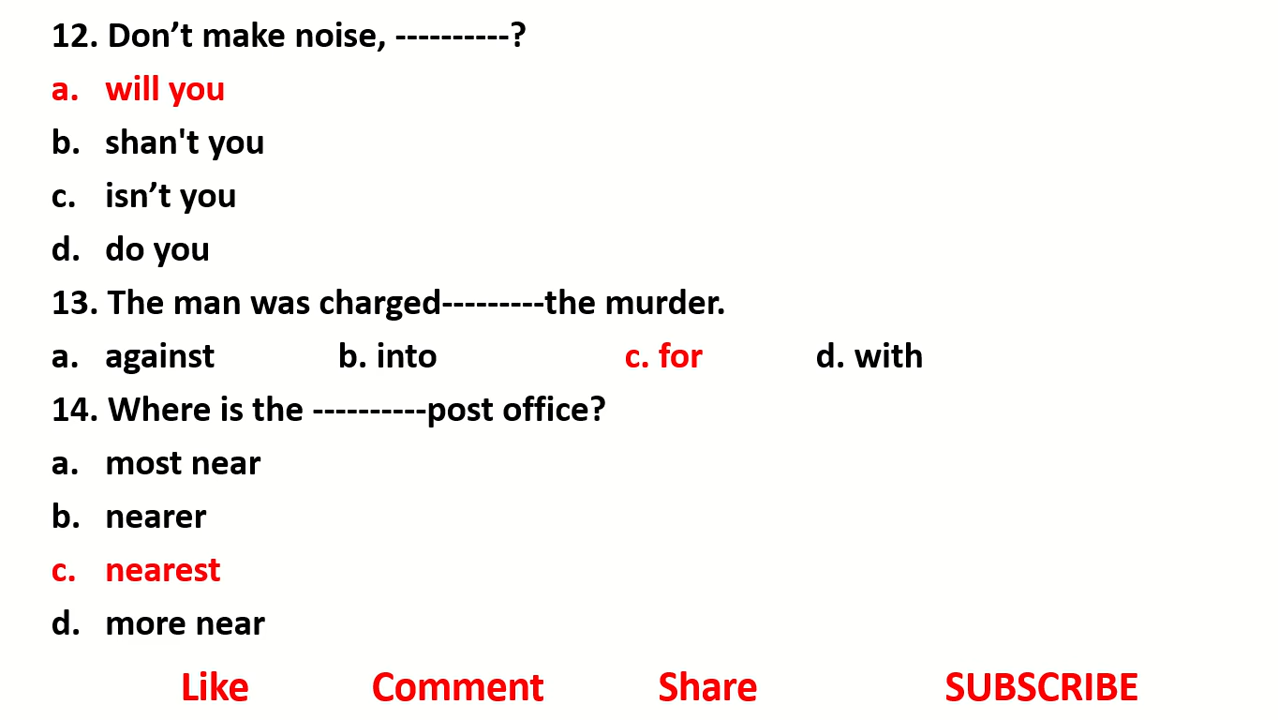 12. Don’t make noise, ----------?
a. will you
b. shan't you
c. isn’t you
d. do you
13. The man was charged---------the murder.
a. against b. into c. for d. with
14. Where is the ----------post office?
a. most near
b. nearer
c. nearest
d. more near
Like Comment Share SUBSCRIBE